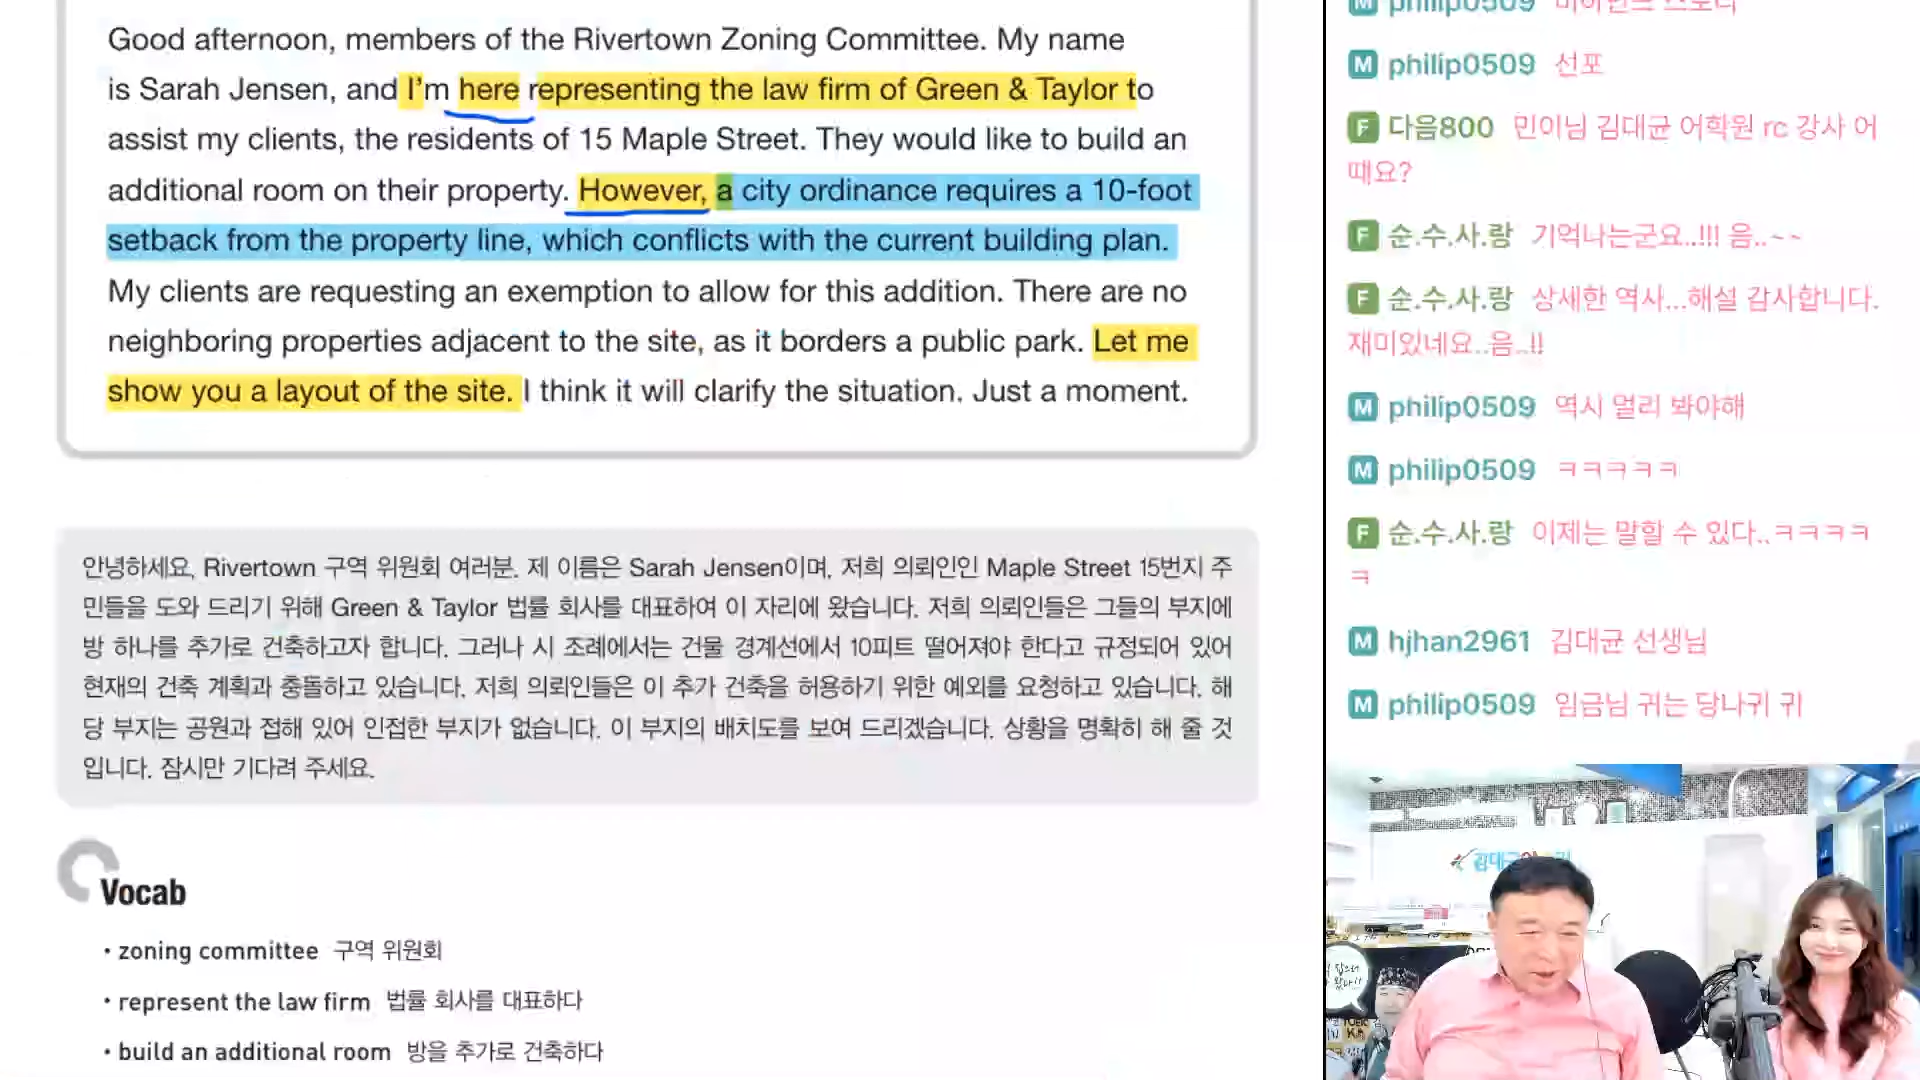 Good afternoon, members of the Rivertown Zoning Committee. My name
is Sarah Jensen, and I'm here representing the law firm of Green & Taylor to
assist my clients, the residents of 15 Maple Street. They would like to build an
additional room on their property. However, a city ordinance requires a 10-foot
setback from the property line, which conflicts with the current building plan.
My clients are requesting an exemption to allow for this addition. There are no
neighboring properties adjacent to the site, as it borders a public park. Let me
show you a layout of the site. I think it will clarify the situation. Just a moment.
안녕하세요, Rivertown 구역 위원회 여러분. 제 이름은 Sarah Jensen이며, 저희 의뢰인인 Maple Street 15번지 주
민들을 도와 드리기 위해 Green & Taylor 법률 회사를 대표하여 이 자리에 왔습니다. 저희 의뢰인들은 그들의 부지에
방 하나를 추가로 건축하고자 합니다. 그러나 시 조례에서는 건물 경계선에서 10피트 떨어져야 한다고 규정되어 있어
현재의 건축 계획과 충돌하고 있습니다. 저희 의뢰인들은 이 추가 건축을 허용하기 위한 예외를 요청하고 있습니다. 해
당 부지는 공원과 접해 있어 인접한 부지가 없습니다. 이 부지의 배치도를 보여 드리겠습니다. 상황을 명확히 해 줄 것
입니다. 잠시만 기다려 주세요.
Vocab
• zoning committee 구역 위원회
• represent the law firm 법률 회사를 대표하다
• build an additional room 방을 추가로 건축하다
M philip0509
M philip0509 선포
F 다음800 민이님 김대균 어학원 rc 강사 어
때요?
F 순.수.사.랑 기억나는군요..!!! 음..~~
F 순.수.사.랑 상세한 역사...해설 감사합니다.
재미있네요..음..!!
M philip0509 역시 멀리 봐야해
M philip0509 ㅋㅋㅋㅋㅋ
F 순.수.사.랑 이제는 말할 수 있다..ㅋㅋㅋㅋ
ㅋ
M hjhan2961 김대균 선생님
M philip0509 임금님 귀는 당나귀 귀